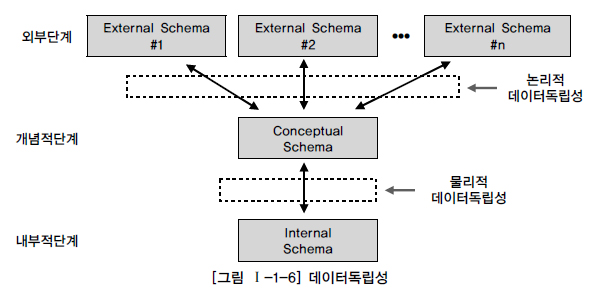 외부단계
External Schema
#1
External Schema
#2
•••
External Schema
#n
논리적
데이터독립성
개념적단계
Conceptual
Schema
물리적
데이터독립성
내부적단계
Internal
Schema
[그림 Ⅰ-1-6] 데이터독립성